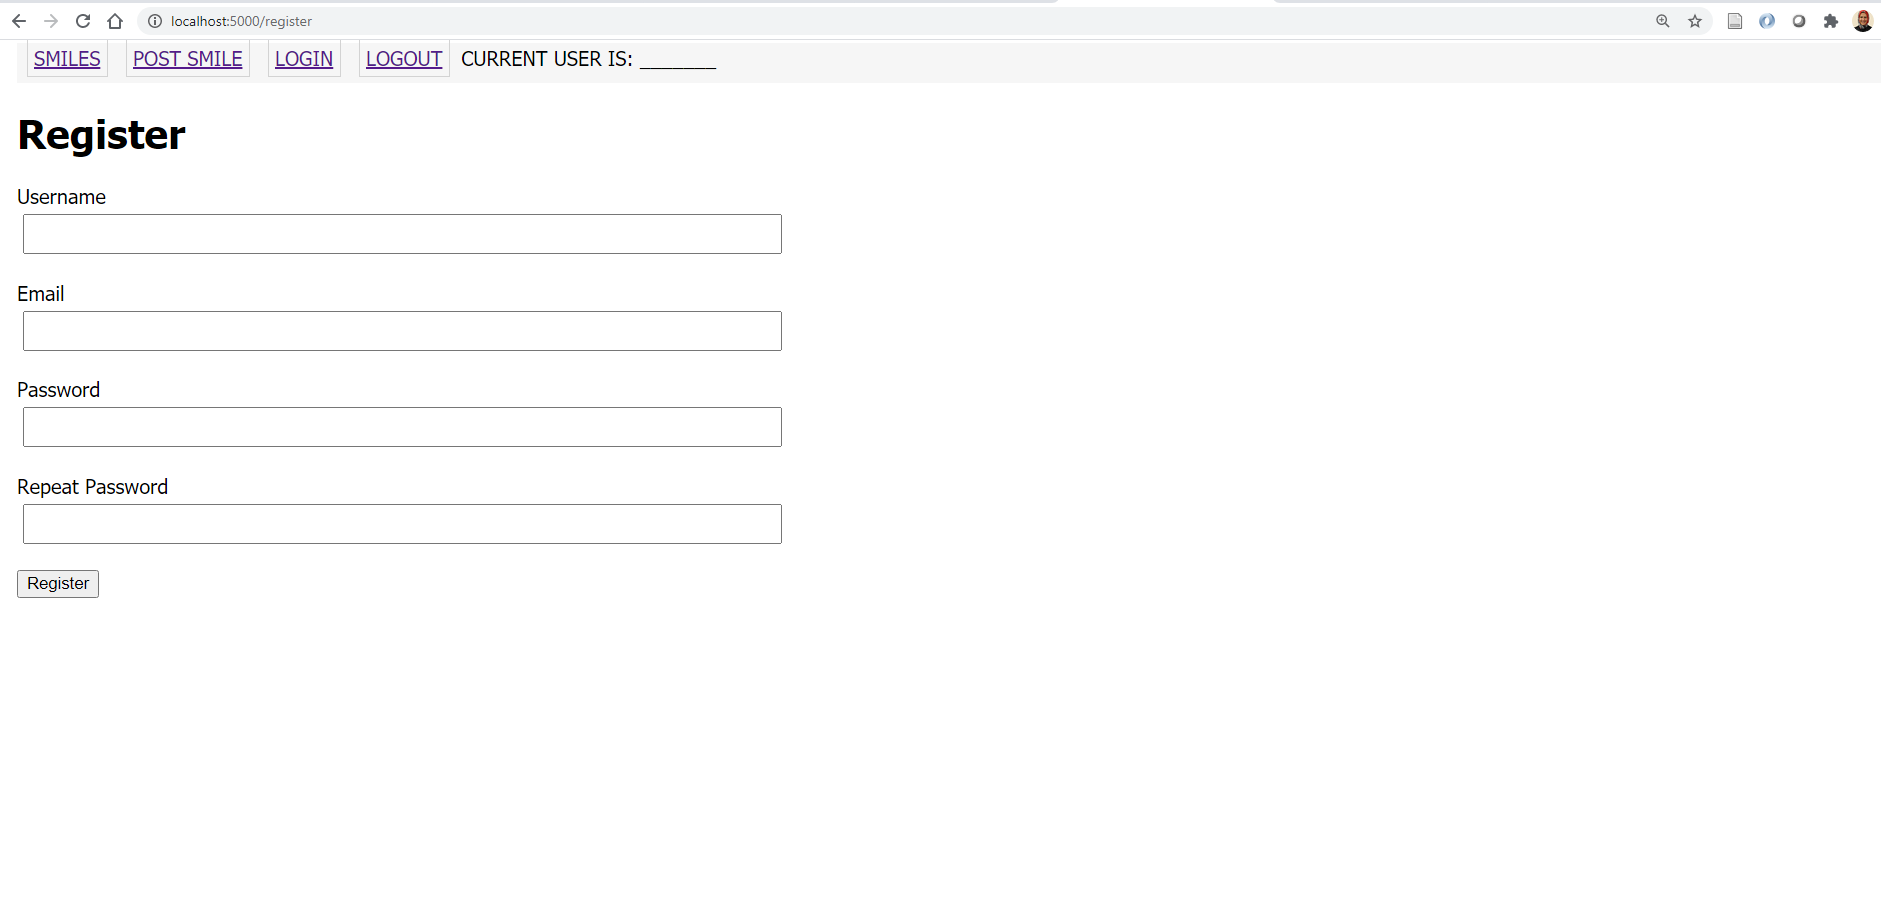 localhost:5000/register
SMILES POST SMILE LOGIN LOGOUT CURRENT USER IS: _______
Register
Username
Email
Password
Repeat Password
Register